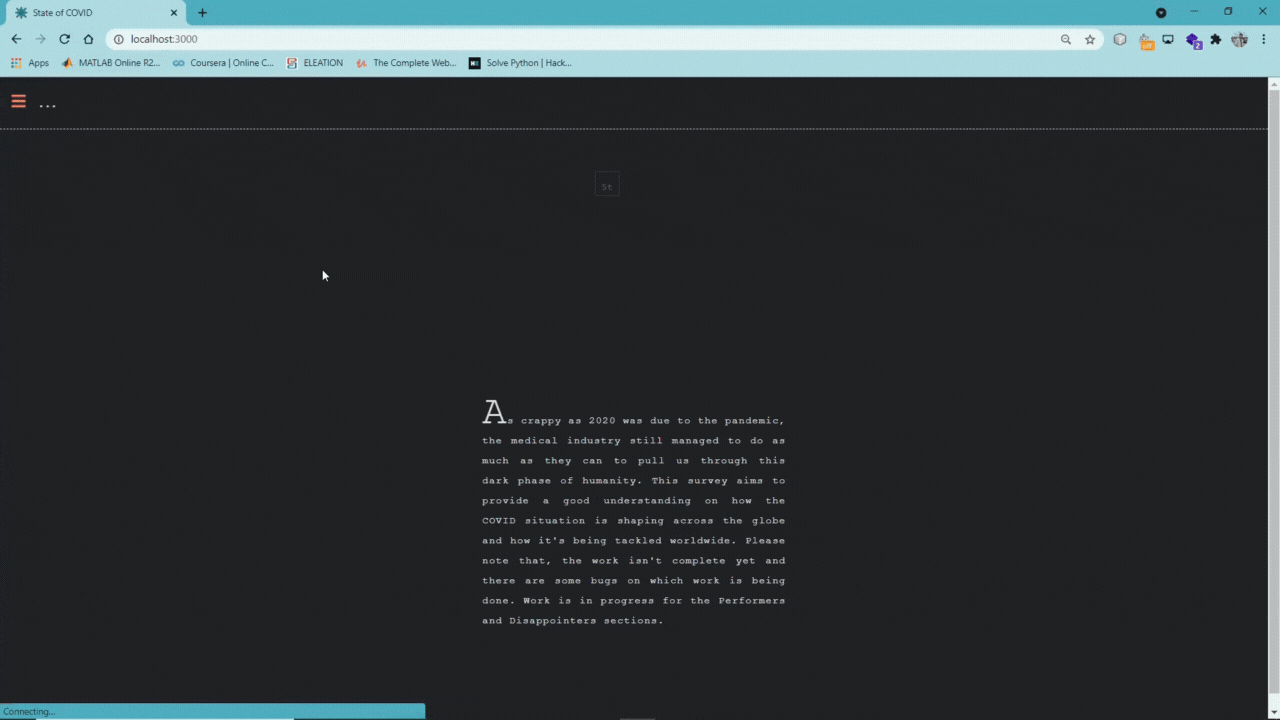 State of COVID
localhost:3000
Apps MATLAB Online R2... Coursera | Online C... ELEATION The Complete Web... Solve Python | Hack...
off 2
...
St
As crappy as 2020 was due to the pandemic,
the medical industry still managed to do as
much as they can to pull us through this
dark phase of humanity. This survey aims to
provide a good understanding on how the
COVID situation is shaping across the globe
and how it's being tackled worldwide. Please
note that, the work isn't complete yet and
there are some bugs on which work is being
done. Work is in progress for the Performers
and Disappointers sections.
Connecting...